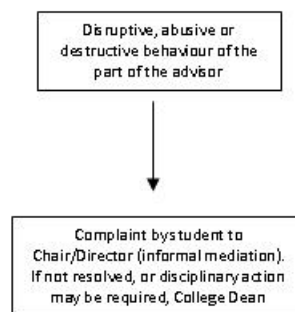 Disruptive, abusive or
destructive behaviour of the
part of the advisor
Complaint by student to
Chair/Director (informal mediation).
If not resolved, or disciplinary action
may be required, College Dean